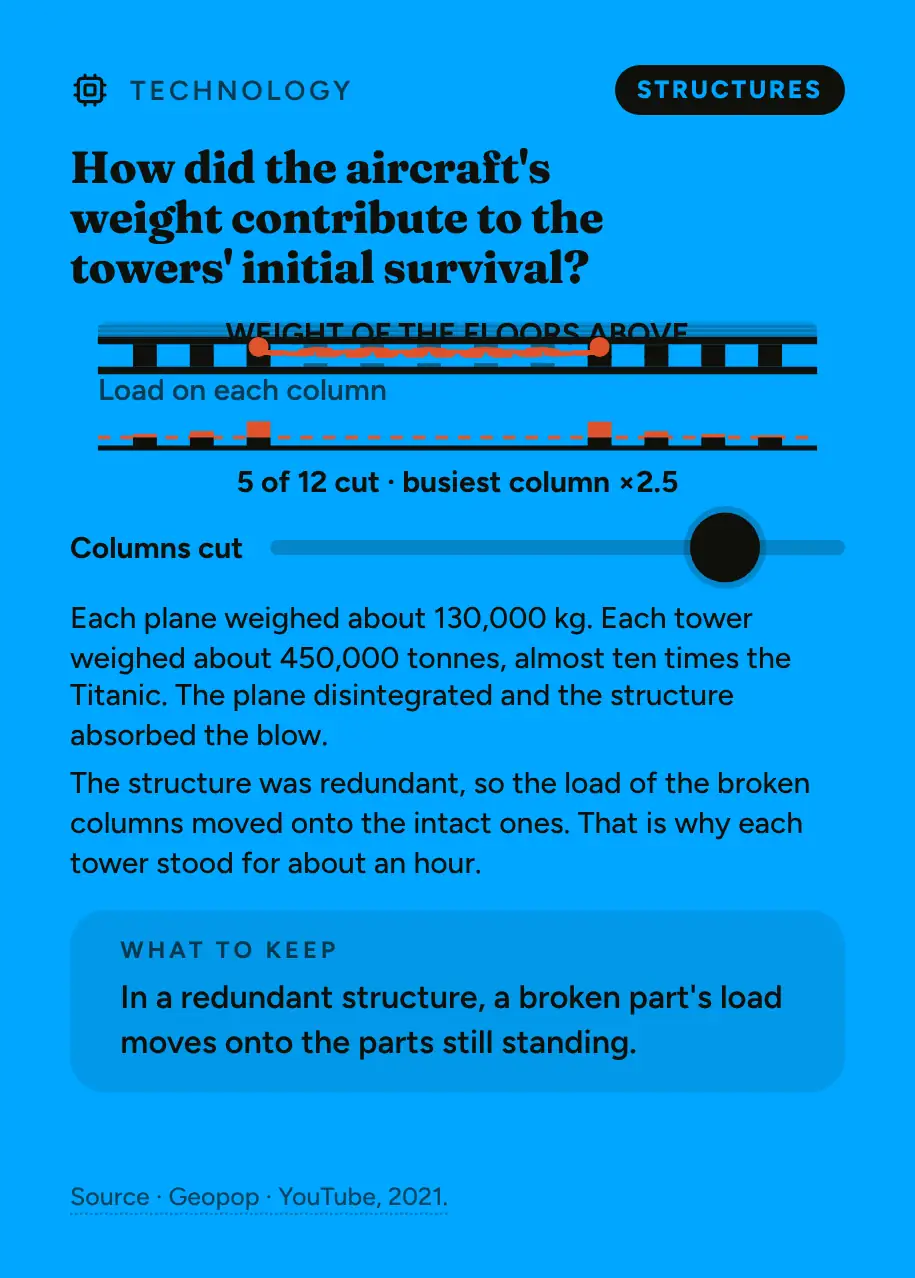 TECHNOLOGY
STRUCTURES
How did the aircraft's
weight contribute to the
towers' initial survival?
WEIGHT OF THE FLOORS ABOVE
Load on each column
5 of 12 cut · busiest column ×2.5
Columns cut
Each plane weighed about 130,000 kg. Each tower
weighed about 450,000 tonnes, almost ten times the
Titanic. The plane disintegrated and the structure
absorbed the blow.
The structure was redundant, so the load of the broken
columns moved onto the intact ones. That is why each
tower stood for about an hour.
WHAT TO KEEP
In a redundant structure, a broken part's load
moves onto the parts still standing.
Source · Geopop · YouTube, 2021.